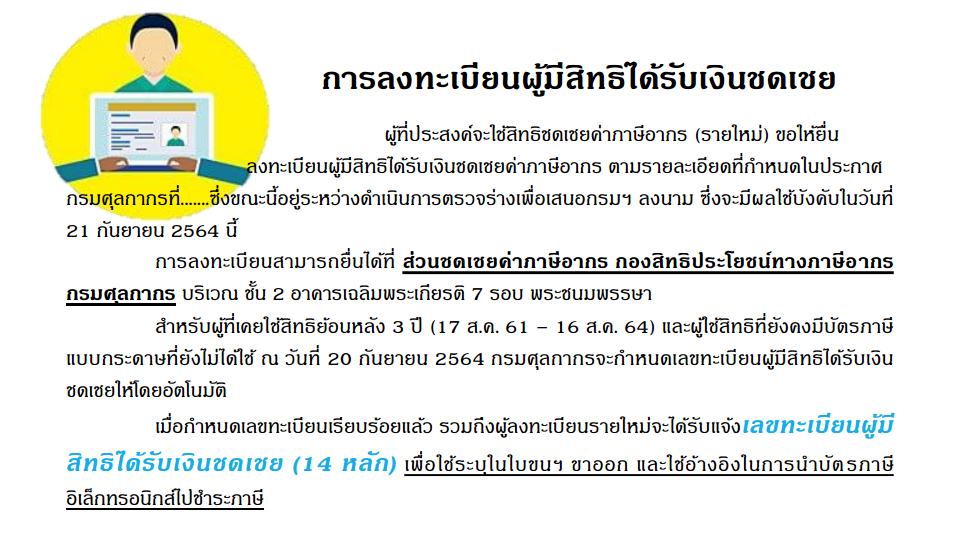 การลงทะเบียนผู้มีสิทธิได้รับเงินชดเชย
ผู้ที่ประสงค์จะใช้สิทธิชดเชยค่าภาษีอากร (รายใหม่) ขอให้ยื่น
ลงทะเบียนผู้มีสิทธิได้รับเงินชดเชยค่าภาษีอากร ตามรายละเอียดที่กำหนดในประกาศ
กรมศุลกากรที่.......ซึ่งขณะนี้อยู่ระหว่างดำเนินการตรวจร่างเพื่อเสนอกรมฯ ลงนาม ซึ่งจะมีผลใช้บังคับในวันที่
21 กันยายน 2564 นี้
การลงทะเบียนสามารถยื่นได้ที่ ส่วนชดเชยค่าภาษีอากร กองสิทธิประโยชน์ทางภาษีอากร
กรมศุลกากร บริเวณ ชั้น 2 อาคารเฉลิมพระเกียรติ 7 รอบ พระชนมพรรษา
สำหรับผู้ที่เคยใช้สิทธิย้อนหลัง 3 ปี (17 ส.ค. 61 – 16 ส.ค. 64) และผู้ใช้สิทธิที่ยังคงมีบัตรภาษี
แบบกระดาษที่ยังไม่ได้ใช้ ณ วันที่ 20 กันยายน 2564 กรมศุลกากรจะกำหนดเลขทะเบียนผู้มีสิทธิได้รับเงิน
ชดเชยให้โดยอัตโนมัติ
เมื่อกำหนดเลขทะเบียนเรียบร้อยแล้ว รวมถึงผู้ลงทะเบียนรายใหม่จะได้รับแจ้งเลขทะเบียนผู้มี
สิทธิได้รับเงินชดเชย (14 หลัก) เพื่อใช้ระบุในใบขนฯ ขาออก และใช้อ้างอิงในการนำบัตรภาษี
อิเล็กทรอนิกส์ไปชำระภาษี